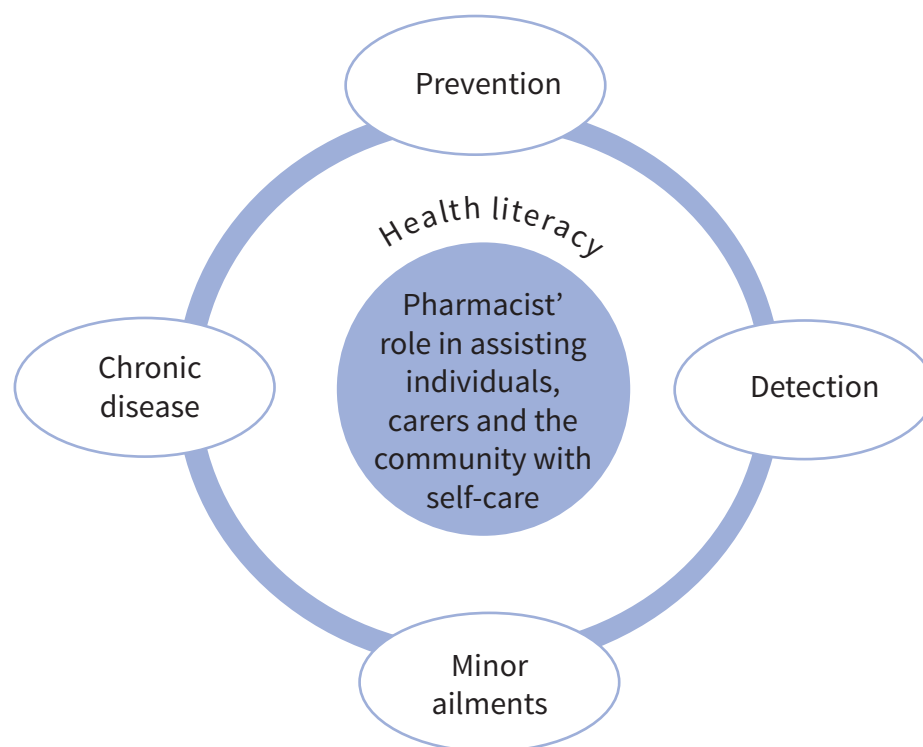 Prevention
Health literacy
Pharmacist’
role in assisting
individuals,
carers and the
community with
self-care
Chronic
disease
Detection
Minor
ailments